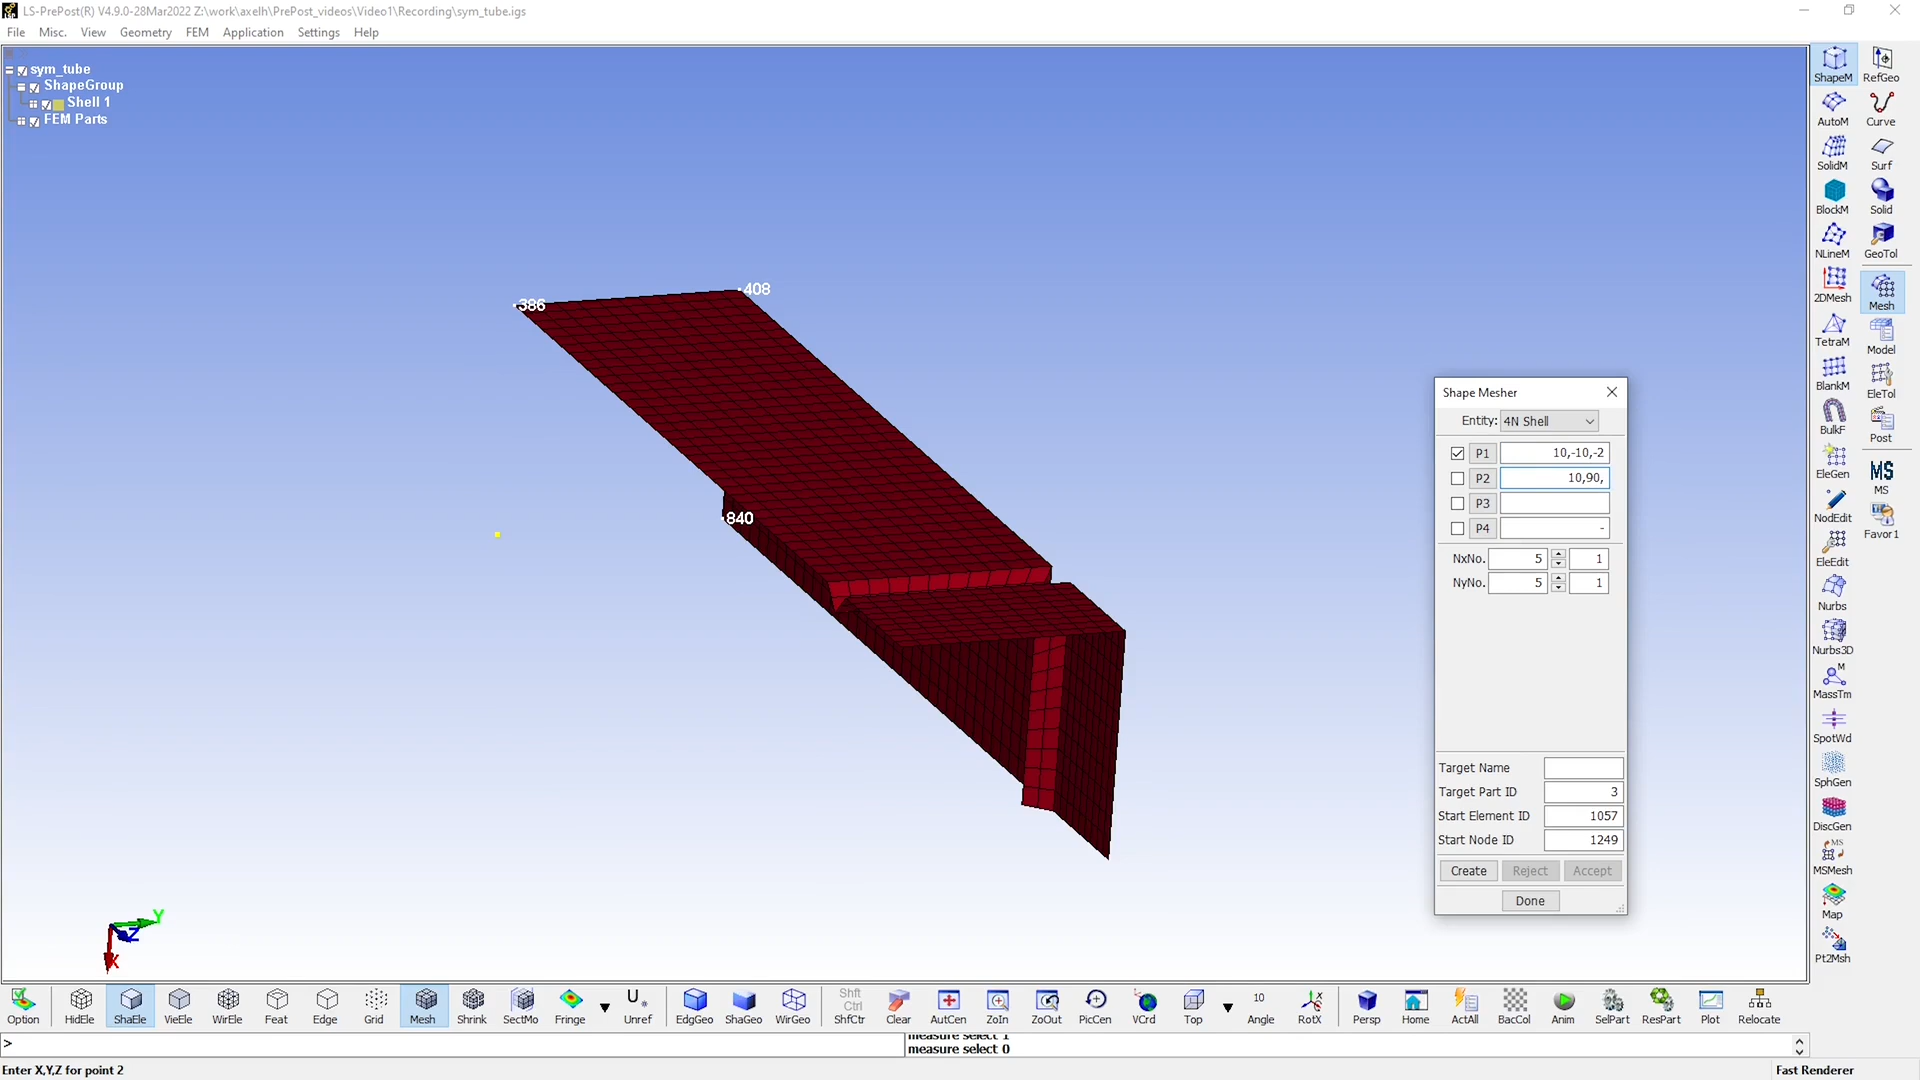 LS-PrePost(R) V4.9.0-28Mar2022 Z:\work\axelh\PrePost_videos\Video1\Recording\sym_tube.igs
File Misc. View Geometry FEM Application Settings Help
sym_tube
ShapeGroup
Shell 1
FEM Parts
386
408
840
Y
Z
X
Shape Mesher
Entity: 4N Shell
P1 10,-10,-2
P2 10,90,
P3
P4 -
NxNo. 5 1
NyNo. 5 1
Target Name
Target Part ID 3
Start Element ID 1057
Start Node ID 1249
Create Reject Accept
Done
ShapeM RefGeo
AutoM Curve
SolidM Surf
BlockM Solid
NLineM GeoTol
2DMesh Mesh
TetraM Model
BlankM EleTol
BulkF Post
EleGen MS
MS
NodEdit Favor1
EleEdit
Nurbs
Nurbs3D
MassTm
SpotWd
SphGen
DiscGen
MSMesh
Map
Pt2Msh
Option HidEle ShaEle VieEle WirEle Feat Edge Grid Mesh Shrink SectMo Fringe Unref EdgGeo ShaGeo WirGeo ShfCtr Clear AutCen ZoIn ZoOut PicCen VCrd Top Angle RotX Persp Home ActAll BacCol Anim SelPart ResPart Plot Relocate
U
Shft
Ctrl
10
>
measure select 1
measure select 0
Enter X,Y,Z for point 2
Fast Renderer